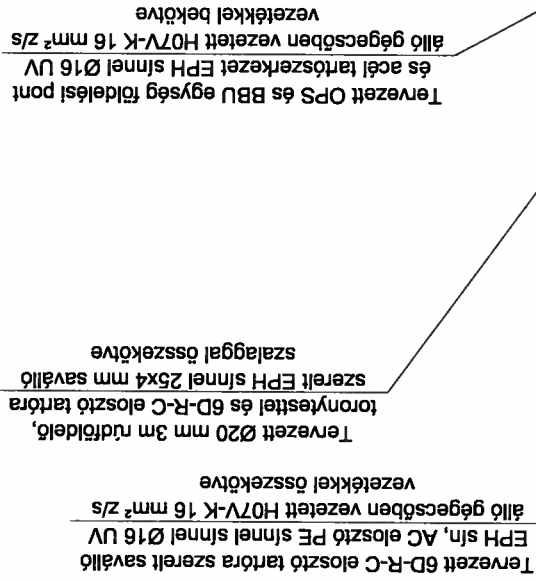 Tervezett 6D-R-C elosztó tartóra szerelt saválló
EPH sín, AC elosztó PE sínnel sínnel Ø16 UV
álló gégecsőben vezetett H07V-K 16 mm² z/s
vezetékkel összekötve
Tervezett Ø20 mm 3m rúdföldelő,
toronytesttel és 6D-R-C elosztó tartóra
szerelt EPH sínnel 25x4 mm saválló
szalaggal összekötve
Tervezett OPS és BBU egység földelési pont
és acél tartószerkezet EPH sínnel Ø16 UV
álló gégecsőben vezetett H07V-K 16 mm² z/s
vezetékkel bekötve